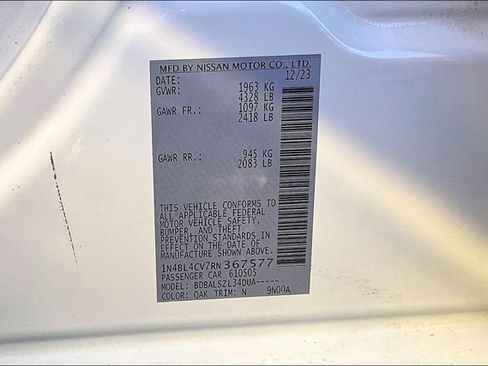 MFD BY NISSAN MOTOR CO., LTD.
DATE: 12/23
GVWR: 1963 KG
4328 LB
GAWR FR.: 1097 KG
2418 LB
GAWR RR.: 945 KG
2083 LB
THIS VEHICLE CONFORMS TO
ALL APPLICABLE FEDERAL
MOTOR VEHICLE SAFETY,
BUMPER, AND THEFT
PREVENTION STANDARDS
IN EFFECT ON THE DATE OF
MANUFACTURE SHOWN ABOVE.
1N4BL4CV7RN367577
PASSENGER CAR 610505
MODEL: BDBALSZL34DUA-----
COLOR: QAK TRIM: N 9N00A